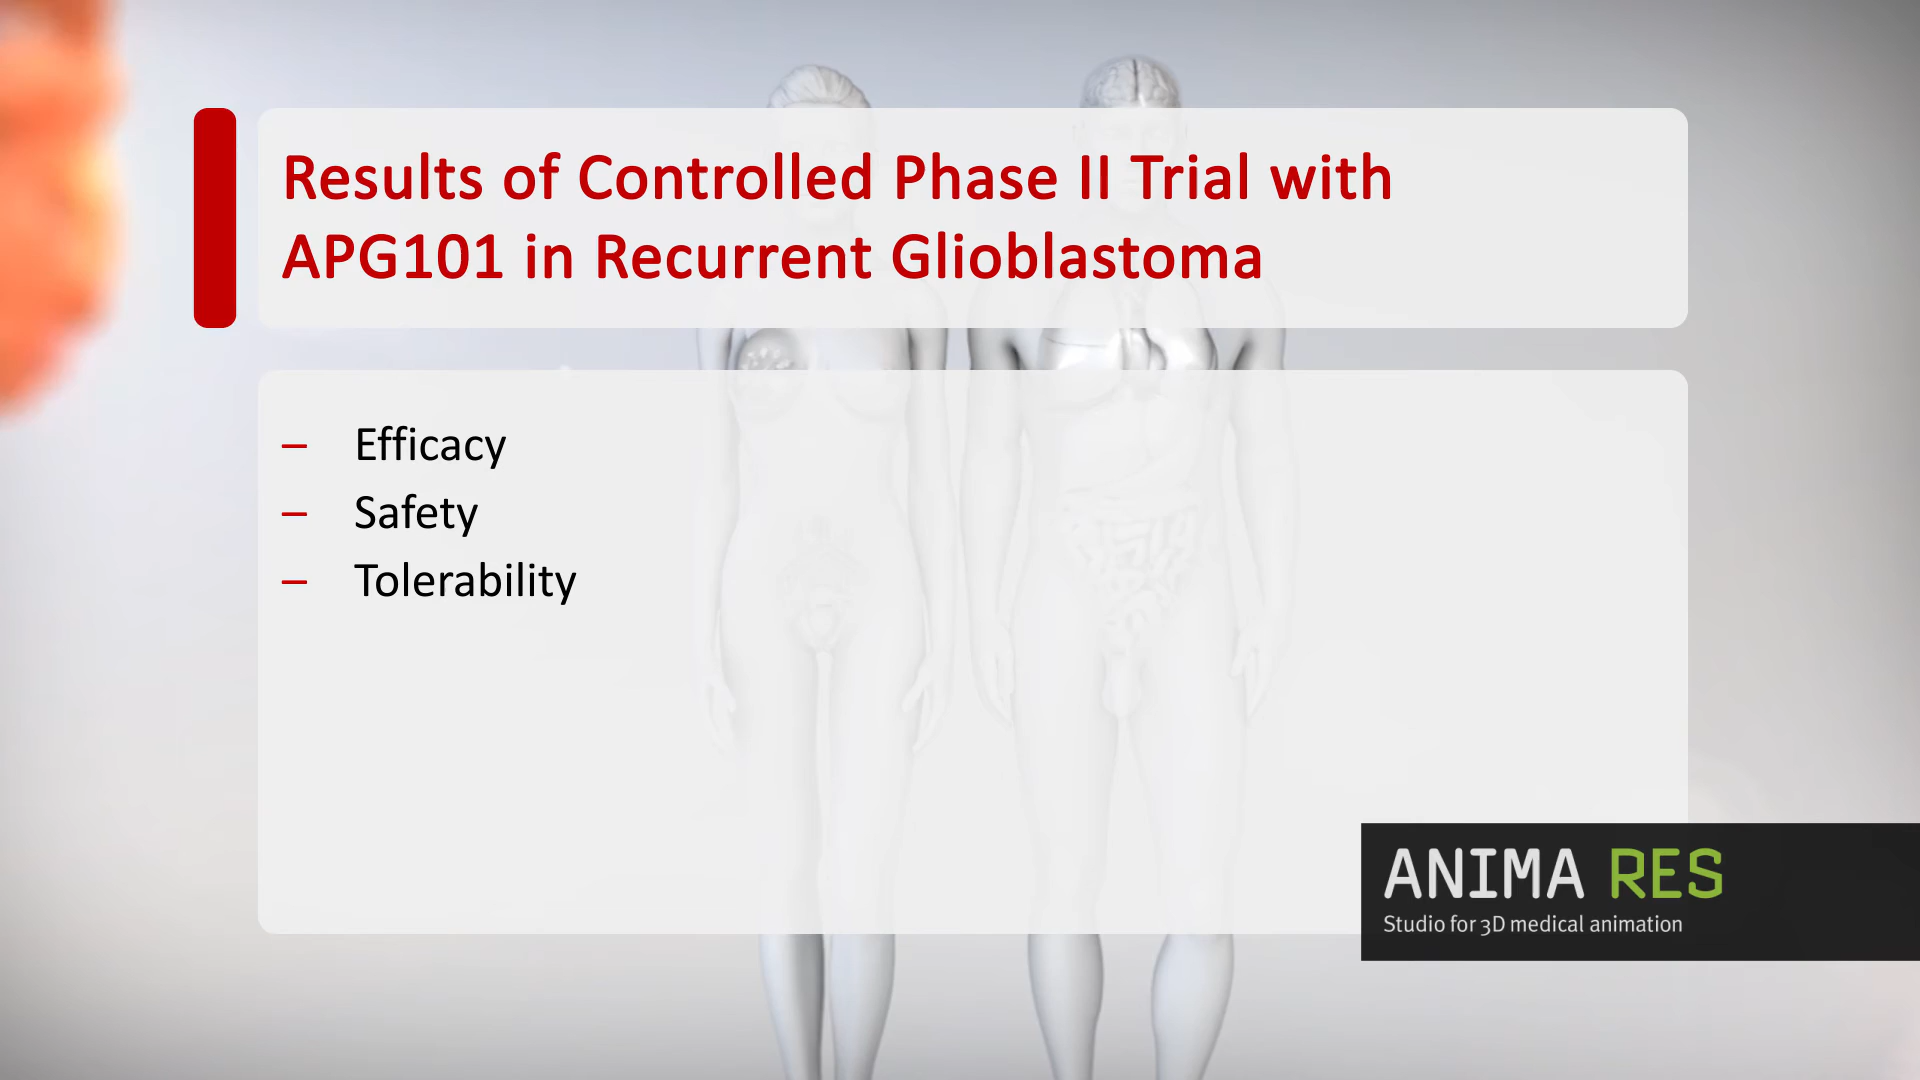 Results of Controlled Phase II Trial with
APG101 in Recurrent Glioblastoma
– Efficacy
– Safety
– Tolerability
ANIMA RES
Studio for 3D medical animation